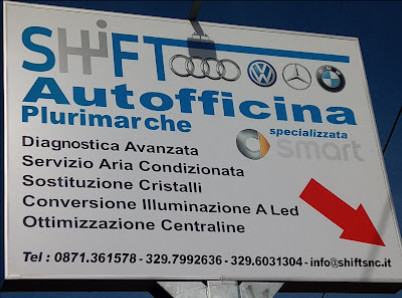 SHiFT
Autofficina
Plurimarche
specializzata
smart
Diagnostica Avanzata
Servizio Aria Condizionata
Sostituzione Cristalli
Conversione Illuminazione A Led
Ottimizzazione Centraline
Tel : 0871.361578 - 329.7992636 - 329.6031304 - info@shiftsnc.it